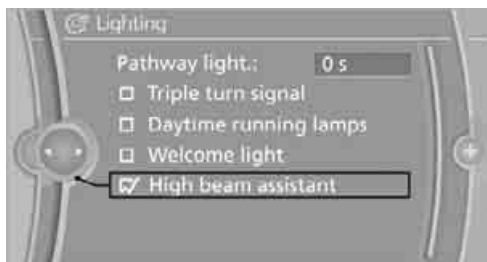 Lighting
Pathway light.: 0 s
Triple turn signal
Daytime running lamps
Welcome light
High beam assistant